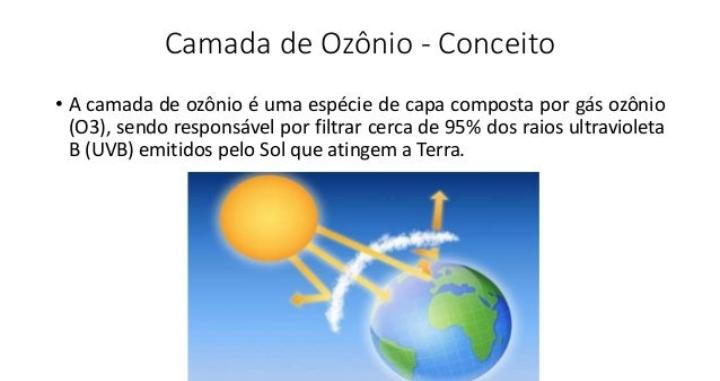 Camada de Ozônio - Conceito
• A camada de ozônio é uma espécie de capa composta por gás ozônio
(O3), sendo responsável por filtrar cerca de 95% dos raios ultravioleta
B (UVB) emitidos pelo Sol que atingem a Terra.